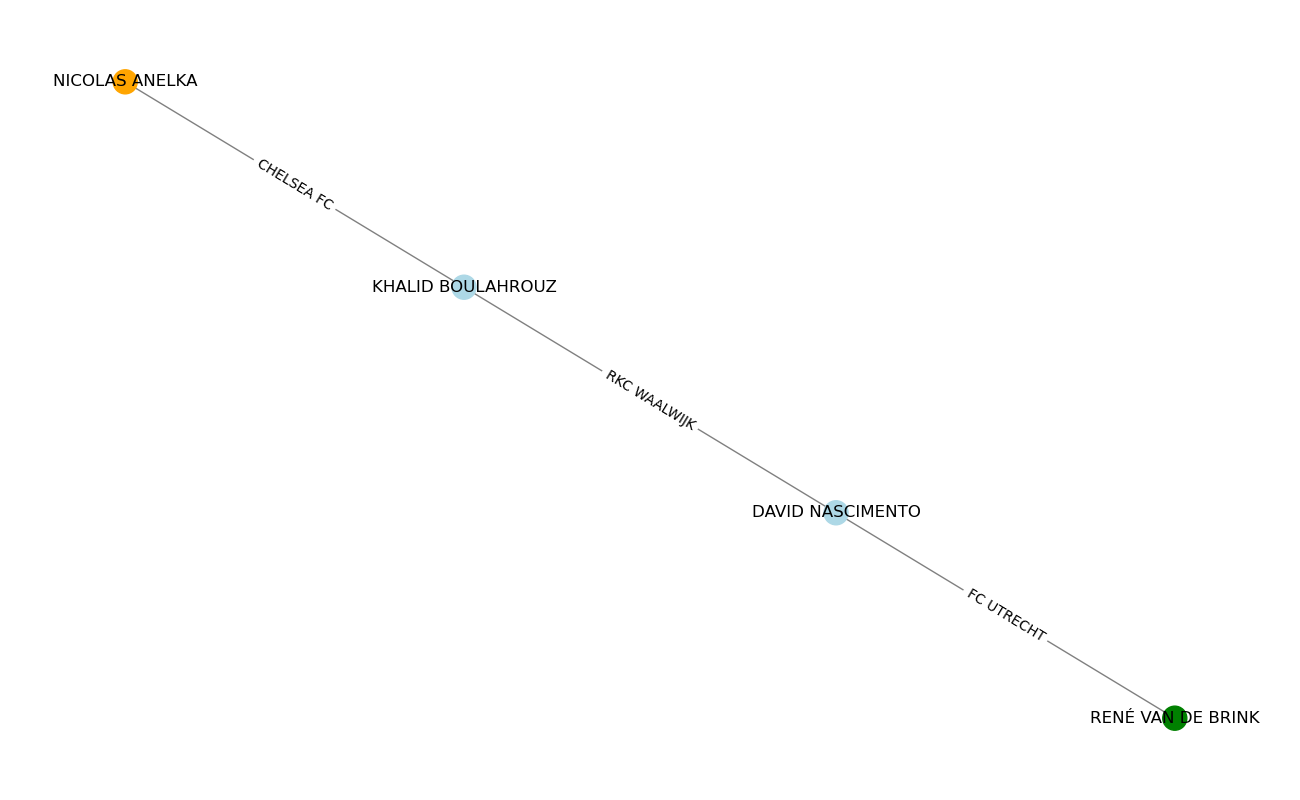 NICOLAS ANELKA
CHELSEA FC
KHALID BOULAHROUZ
RKC WAALWIJK
DAVID NASCIMENTO
FC UTRECHT
RENÉ VAN DE BRINK